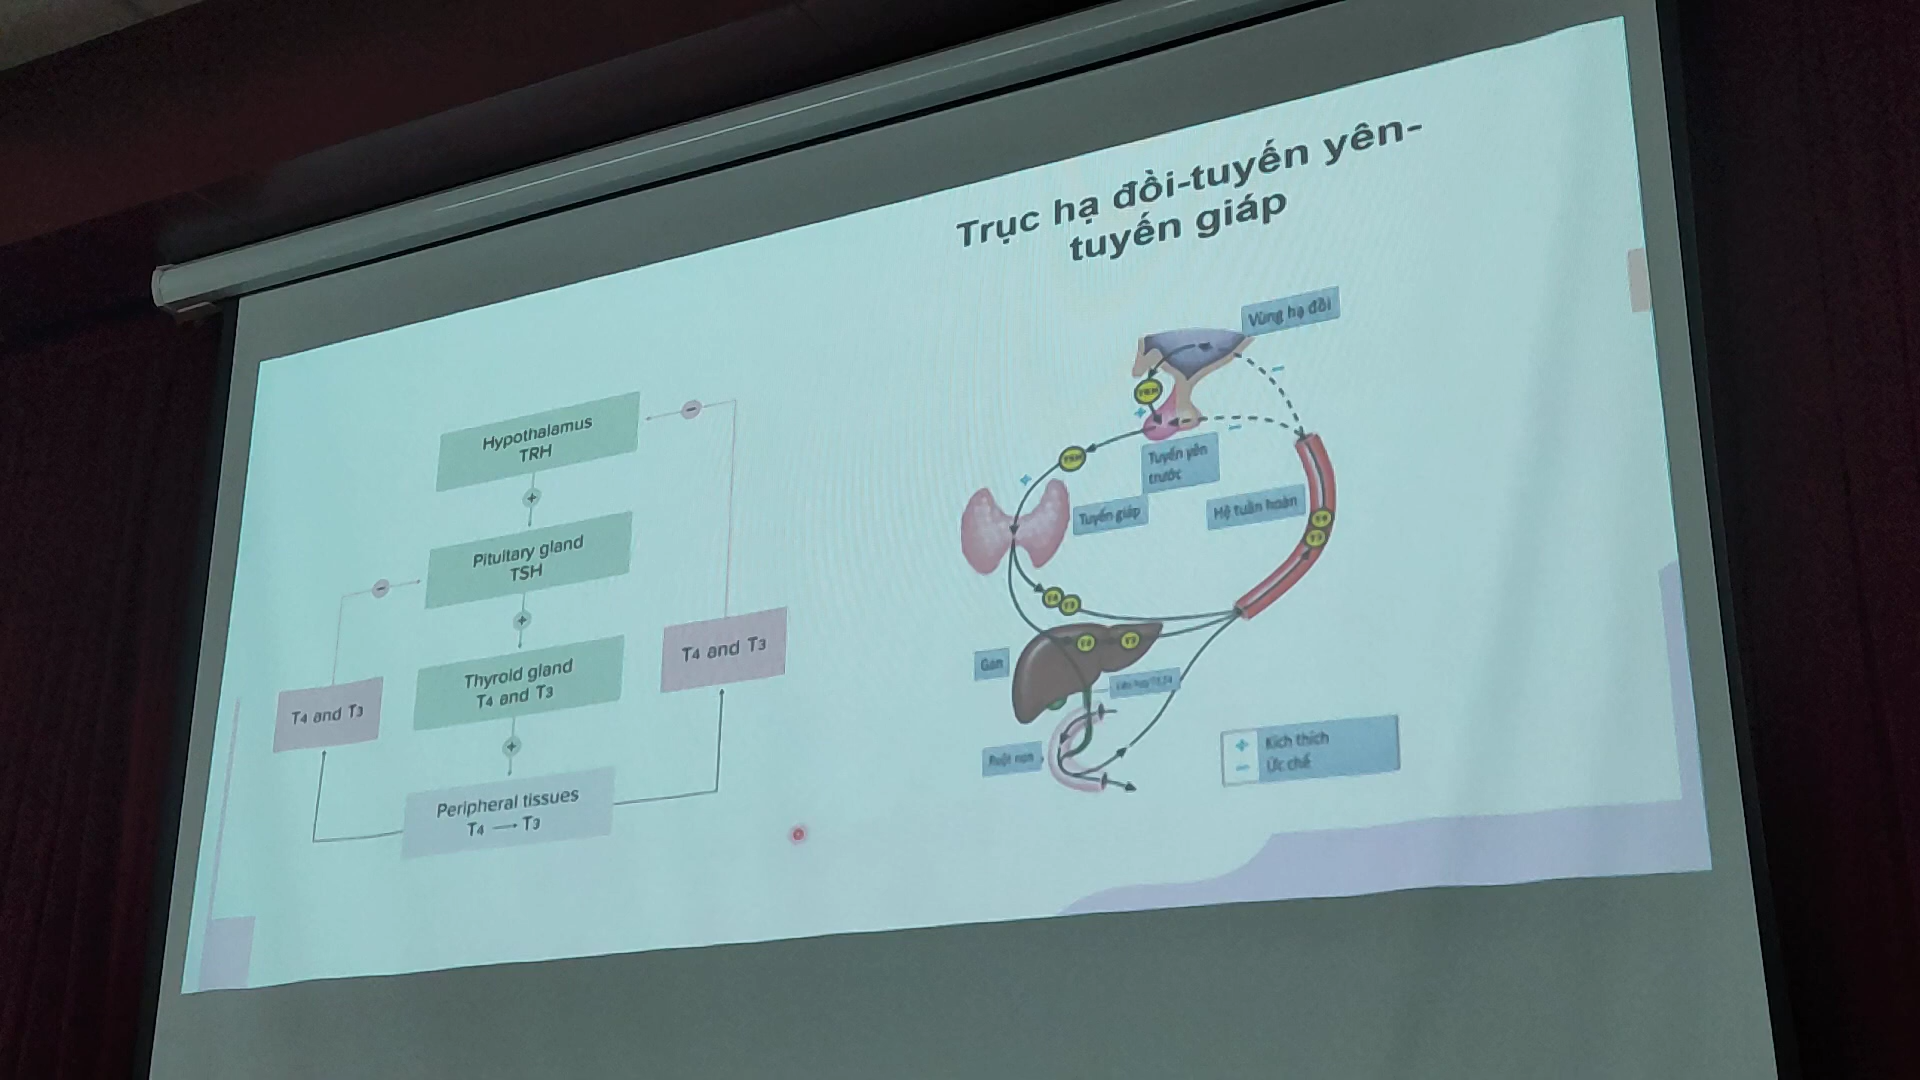 Trục hạ đồi-tuyến yên-
tuyến giáp
Hypothalamus
TRH
Pituitary gland
TSH
Thyroid gland
T4 and T3
T4 and T3
T4 and T3
Peripheral tissues
T4 → T3
Vùng hạ đồi
TRH
Tuyến yên
trước
TSH
Tuyến giáp
Hệ tuần hoàn
T4
T3
T4
T3
Gan
T4
T3
Ruột non
+ Kích thích
− Ức chế